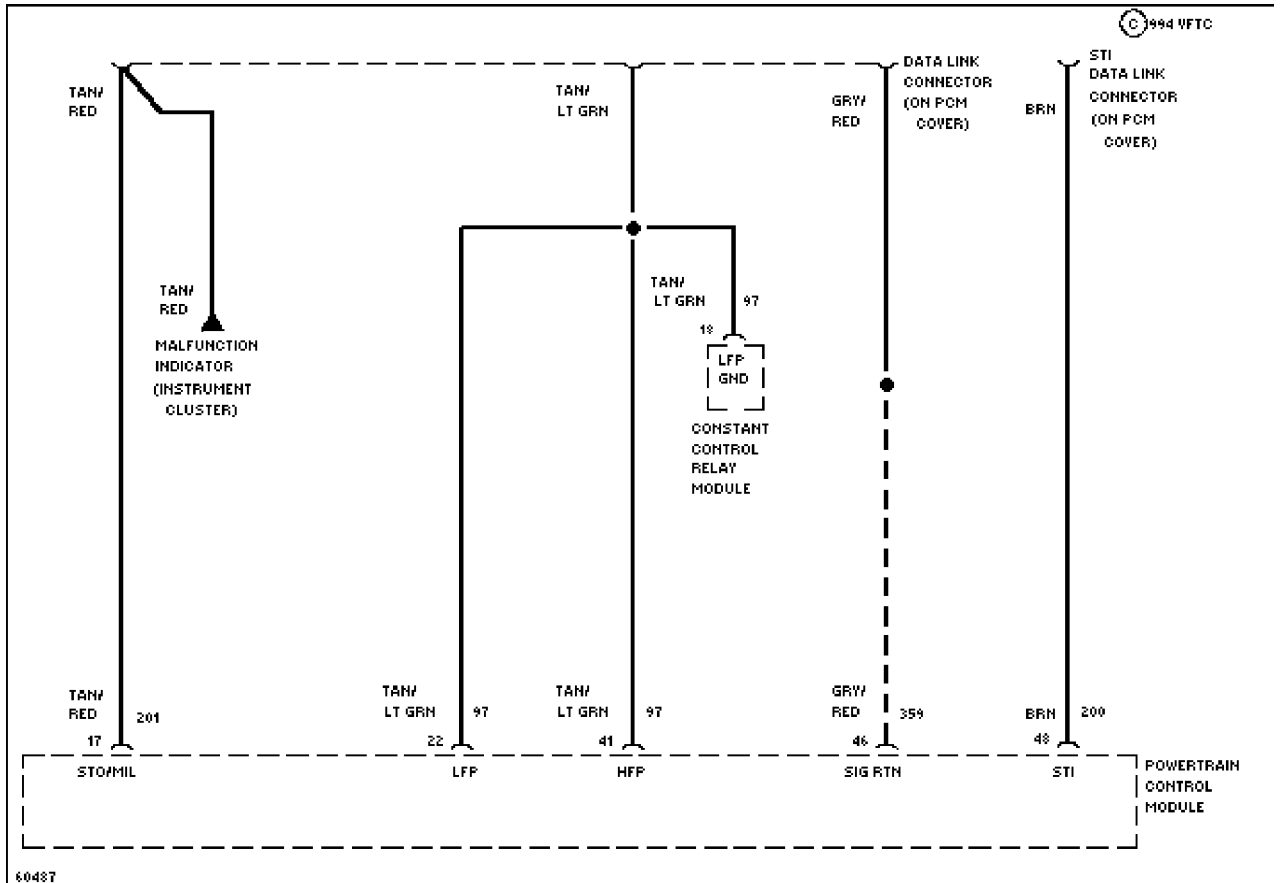 C 994 VFTC
STI
DATA LINK
CONNECTOR
(ON PCM
COVER)
DATA LINK
CONNECTOR
(ON PCM
COVER)
TAN/
RED
TAN/
LT GRN
GRY/
RED
BRN
TAN/
RED
MALFUNCTION
INDICATOR
(INSTRUMENT
CLUSTER)
TAN/
LT GRN
97
18
LFP
GND
CONSTANT
CONTROL
RELAY
MODULE
TAN/
RED
201
17
STO/MIL
TAN/
LT GRN
97
22
LFP
TAN/
LT GRN
97
41
HFP
GRY/
RED
359
46
SIG RTN
BRN
200
48
STI
POWERTRAIN
CONTROL
MODULE
60487